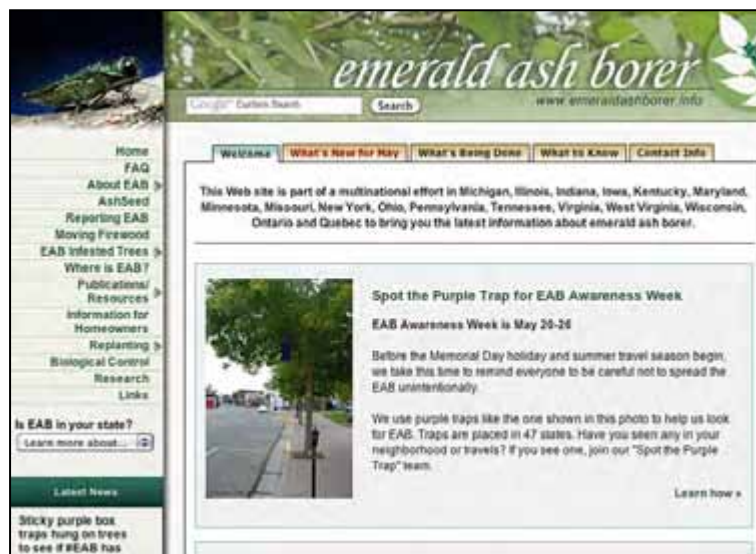 emerald ash borer
Google™ Custom Search
Search
www.emeraldashborer.info
Home
FAQ
About EAB
AshSeed
Reporting EAB
Moving Firewood
EAB Infested Trees
Where is EAB?
Publications/
Resources
Information for
Homeowners
Replanting
Biological Control
Research
Links
Is EAB in your state?
Learn more about...
Latest News
Sticky purple box
traps hung on trees
to see if #EAB has
Welcome
What's New for May
What's Being Done
What to Know
Contact Info
This Web site is part of a multinational effort in Michigan, Illinois, Indiana, Iowa, Kentucky, Maryland,
Minnesota, Missouri, New York, Ohio, Pennsylvania, Tennessee, Virginia, West Virginia, Wisconsin,
Ontario and Quebec to bring you the latest information about emerald ash borer.
Spot the Purple Trap for EAB Awareness Week
EAB Awareness Week is May 20-26
Before the Memorial Day holiday and summer travel season begin,
we take this time to remind everyone to be careful not to spread the
EAB unintentionally.
We use purple traps like the one shown in this photo to help us look
for EAB. Traps are placed in 47 states. Have you seen any in your
neighborhood or travels? If you see one, join our "Spot the Purple
Trap" team.
Learn how »